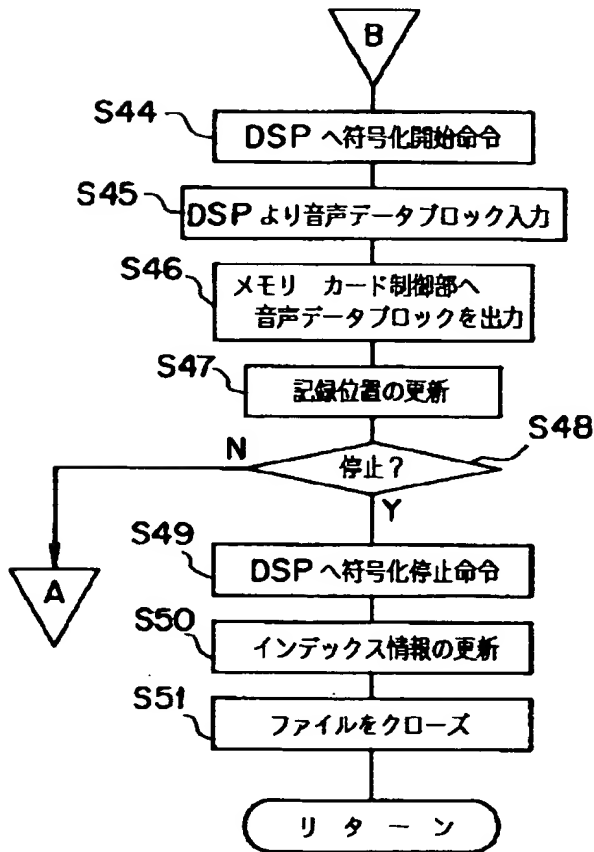 B
S44
DSPへ符号化開始命令
S45
DSPより音声データブロック入力
S46
メモリ カード制御部へ
音声データブロックを出力
S47
記録位置の更新
S48
停止?
N
Y
A
S49
DSPへ符号化停止命令
S50
インデックス情報の更新
S51
ファイルをクローズ
リターン